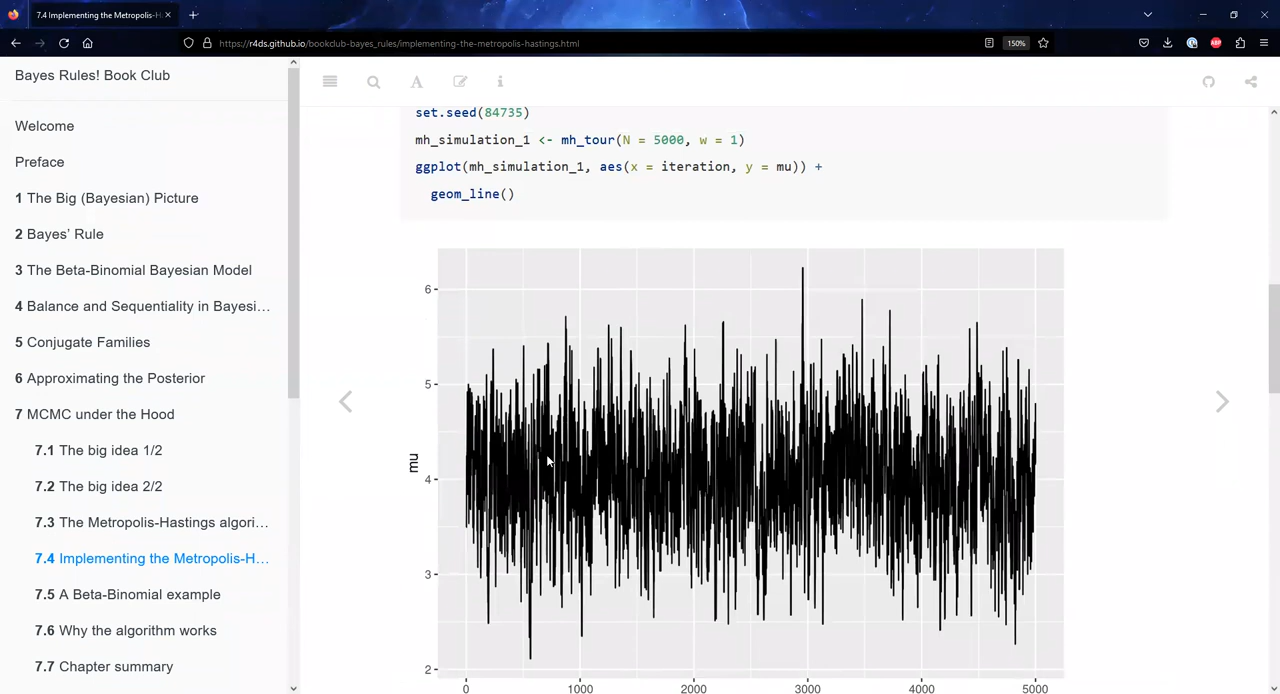 7.4 Implementing the Metropolis-H
https://r4ds.github.io/bookclub-bayes_rules/implementing-the-metropolis-hastings.html
150%
ABP
Bayes Rules! Book Club
Welcome
Preface
1 The Big (Bayesian) Picture
2 Bayes’ Rule
3 The Beta-Binomial Bayesian Model
4 Balance and Sequentiality in Bayesi…
5 Conjugate Families
6 Approximating the Posterior
7 MCMC under the Hood
7.1 The big idea 1/2
7.2 The big idea 2/2
7.3 The Metropolis-Hastings algori…
7.4 Implementing the Metropolis-H…
7.5 A Beta-Binomial example
7.6 Why the algorithm works
7.7 Chapter summary
A
i
set.seed(84735)
mh_simulation_1 <- mh_tour(N = 5000, w = 1)
ggplot(mh_simulation_1, aes(x = iteration, y = mu)) +
geom_line()
mu
6
5
4
3
2
0 1000 2000 3000 4000 5000